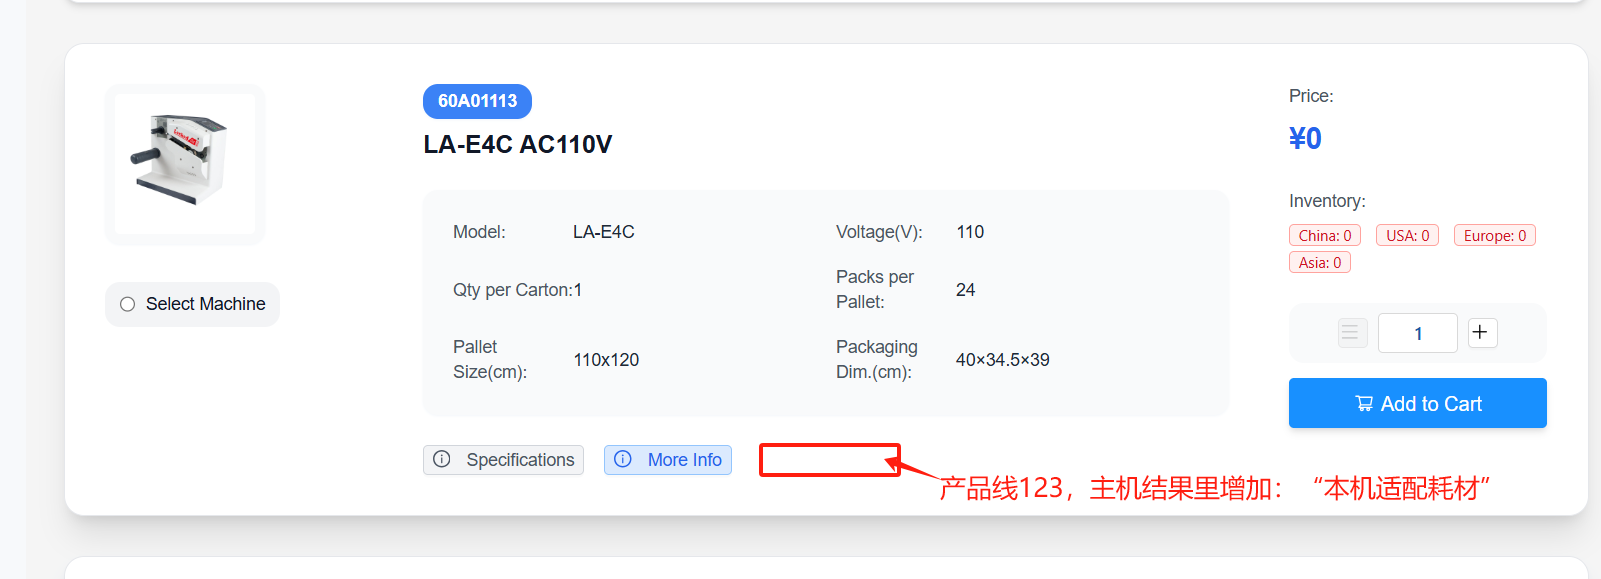 60A01113
LA-E4C AC110V
Model: LA-E4C
Voltage(V): 110
Qty per Carton:1
Packs per Pallet: 24
Pallet Size(cm): 110x120
Packaging Dim.(cm): 40×34.5×39
Select Machine
Specifications
More Info
Price:
¥0
Inventory:
China: 0 USA: 0 Europe: 0
Asia: 0
1
Add to Cart
产品线123，主机结果里增加：“本机适配耗材”